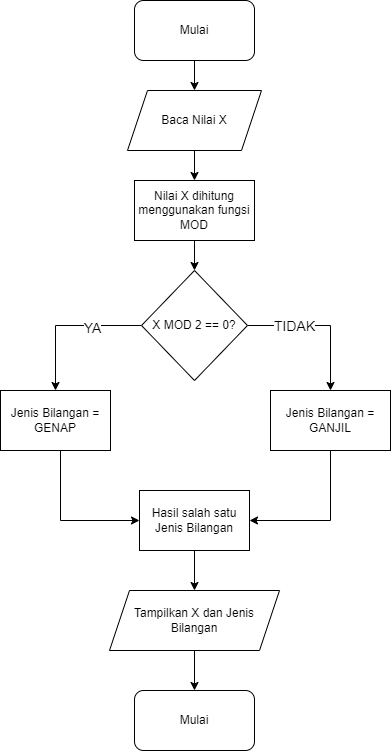 Mulai
Baca Nilai X
Nilai X dihitung
menggunakan fungsi
MOD
X MOD 2 == 0?
YA
TIDAK
Jenis Bilangan =
GENAP
Jenis Bilangan =
GANJIL
Hasil salah satu
Jenis Bilangan
Tampilkan X dan Jenis
Bilangan
Mulai